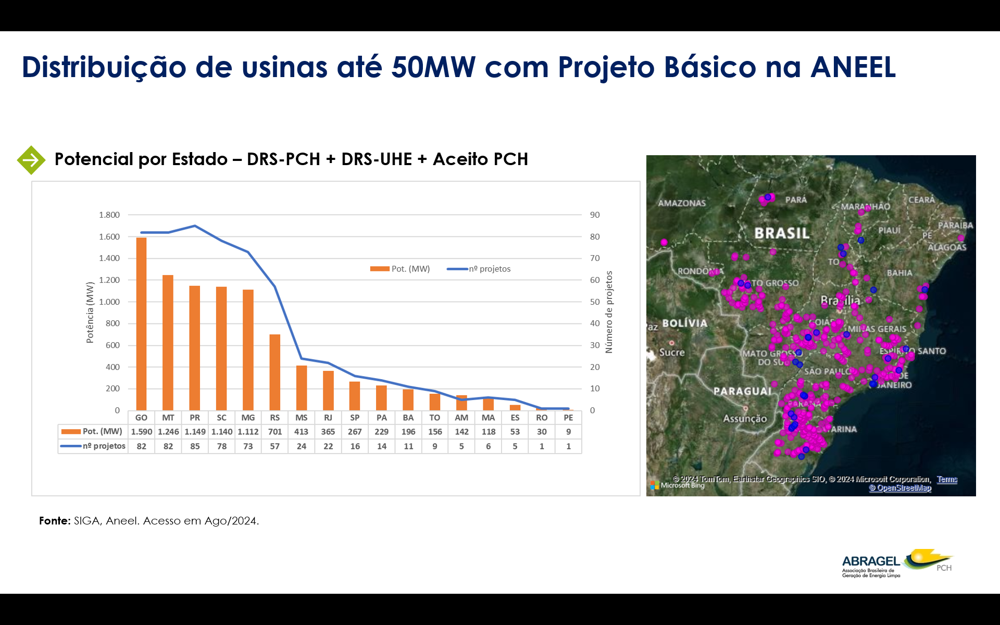 Distribuição de usinas até 50MW com Projeto Básico na ANEEL
Potencial por Estado – DRS-PCH + DRS-UHE + Aceito PCH
Potência (MW)
1.800
1.600
1.400
1.200
1.000
800
600
400
200
0
Pot. (MW) nº projetos
90
80
70
60
50
40
30
20
10
0
Número de projetos
GO MT PR SC MG RS MS RJ SP PA BA TO AM MA ES RO PE
Pot. (MW) 1.590 1.246 1.149 1.140 1.112 701 413 365 267 229 196 156 142 118 53 30 9
nº projetos 82 82 85 78 73 57 24 22 16 14 11 9 5 6 5 1 1
AMAZONAS
PARÁ
MARANHÃO
CEARÁ
BRASIL
PIAUÍ
PARAÍBA
PE
ALAGOAS
TO
RONDÔNIA
BAHIA
TO GROSSO
Brasília
az BOLÍVIA
GOIÁS
MINAS GERAIS
Sucre
MATO GROSSO
DO SU
ESPÍRITO SANTO
SÃO PAULO
DE
JANEIRO
PARAGUAI
PARANÁ
Assunção
TARINA
© 2024 TomTom, Earthstar Geographics SIO, © 2024 Microsoft Corporation, Terms
© OpenStreetMap
Microsoft Bing
Fonte: SIGA, Aneel. Acesso em Ago/2024.
ABRAGEL
Associação Brasileira de
Geração de Energia Limpa
PCH